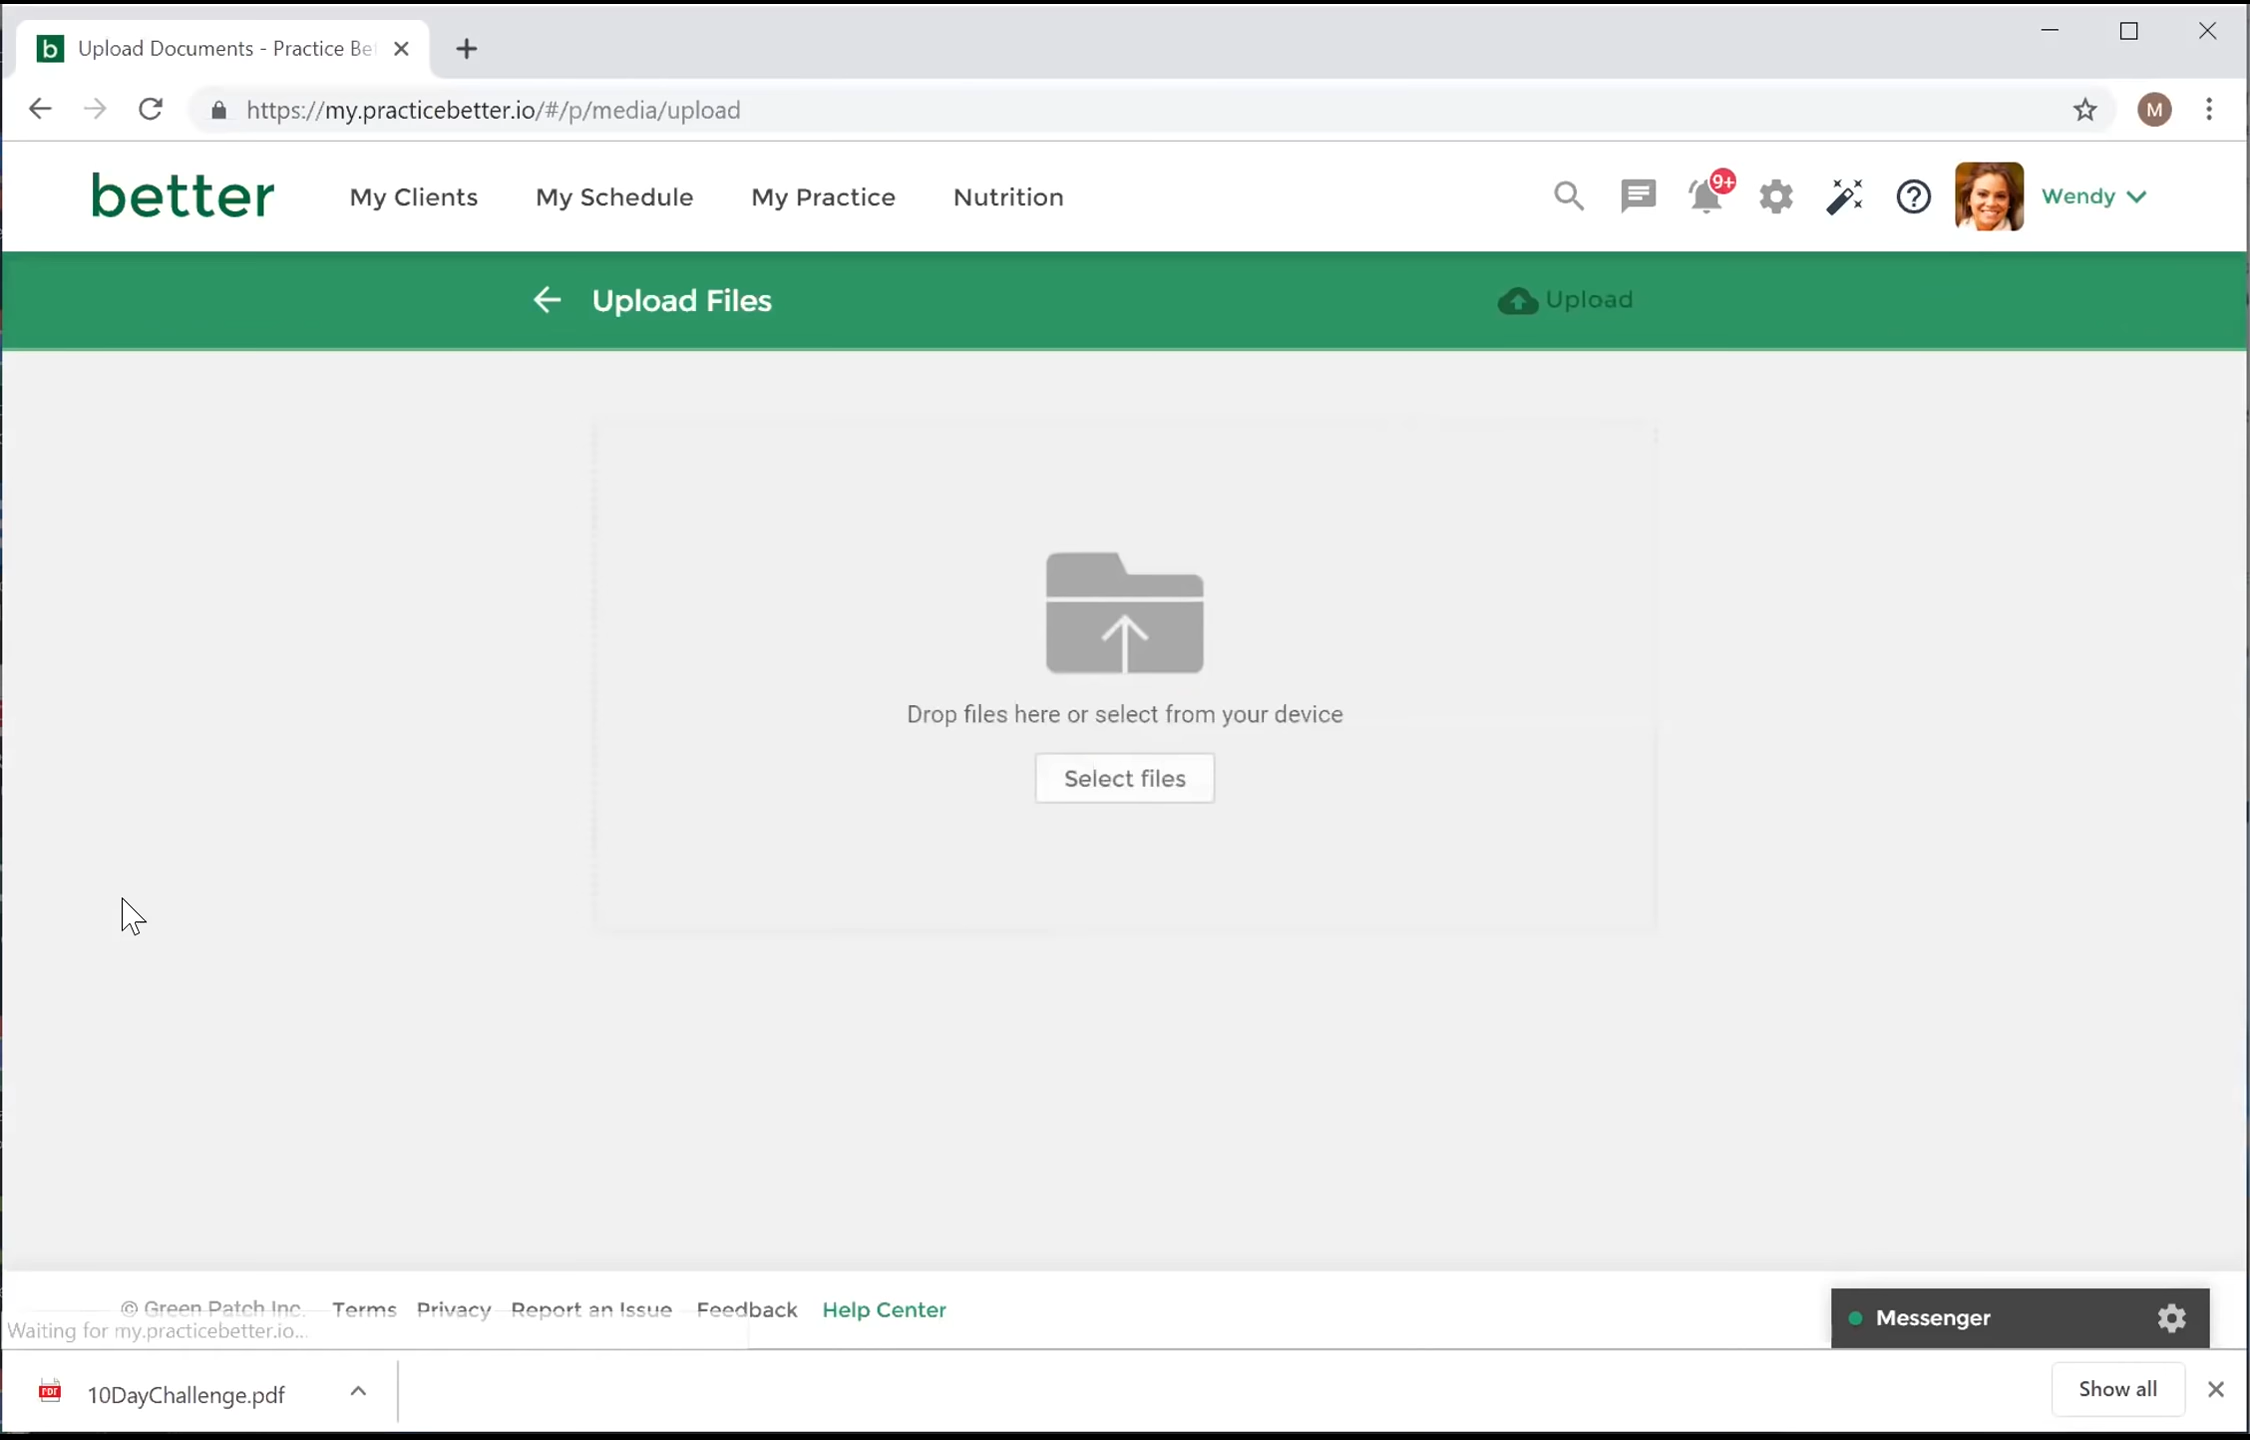 b Upload Documents - Practice Be
https://my.practicebetter.io/#/p/media/upload
M
better My Clients My Schedule My Practice Nutrition 9+ Wendy
Upload Files Upload
Drop files here or select from your device
Select files
© Green Patch Inc. Terms Privacy Report an Issue Feedback Help Center
Messenger
Waiting for my.practicebetter.io...
PDF 10DayChallenge.pdf Show all